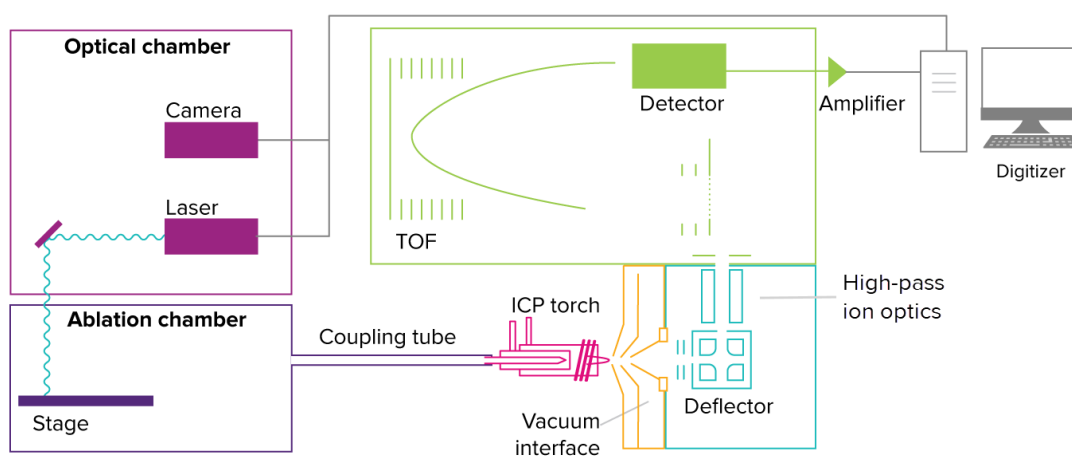 Optical chamber
Camera
Laser
TOF
Detector
Amplifier
Digitizer
Ablation chamber
Stage
Coupling tube
ICP torch
Vacuum
interface
Deflector
High-pass
ion optics